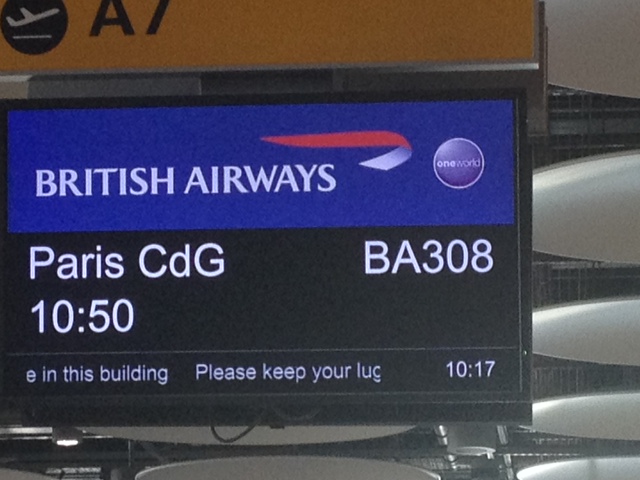 A7
BRITISH AIRWAYS
oneworld
Paris CdG BA308
10:50
e in this building Please keep your lug 10:17